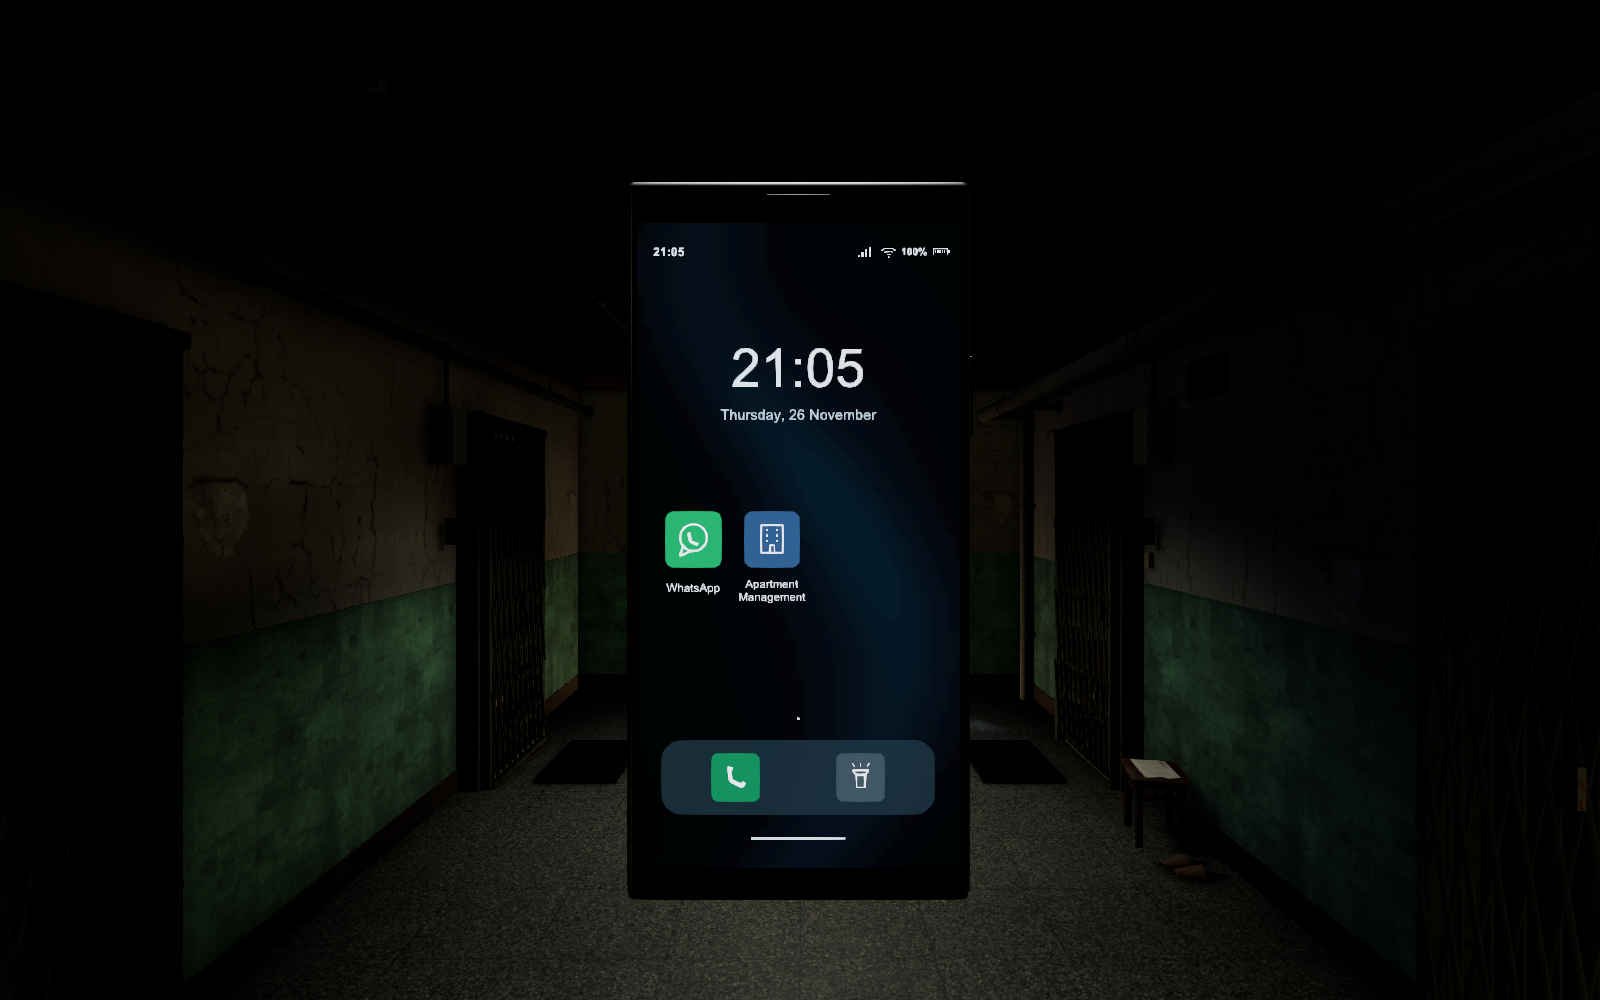 21:05
100%
21:05
Thursday, 26 November
WhatsApp
Apartment
Management